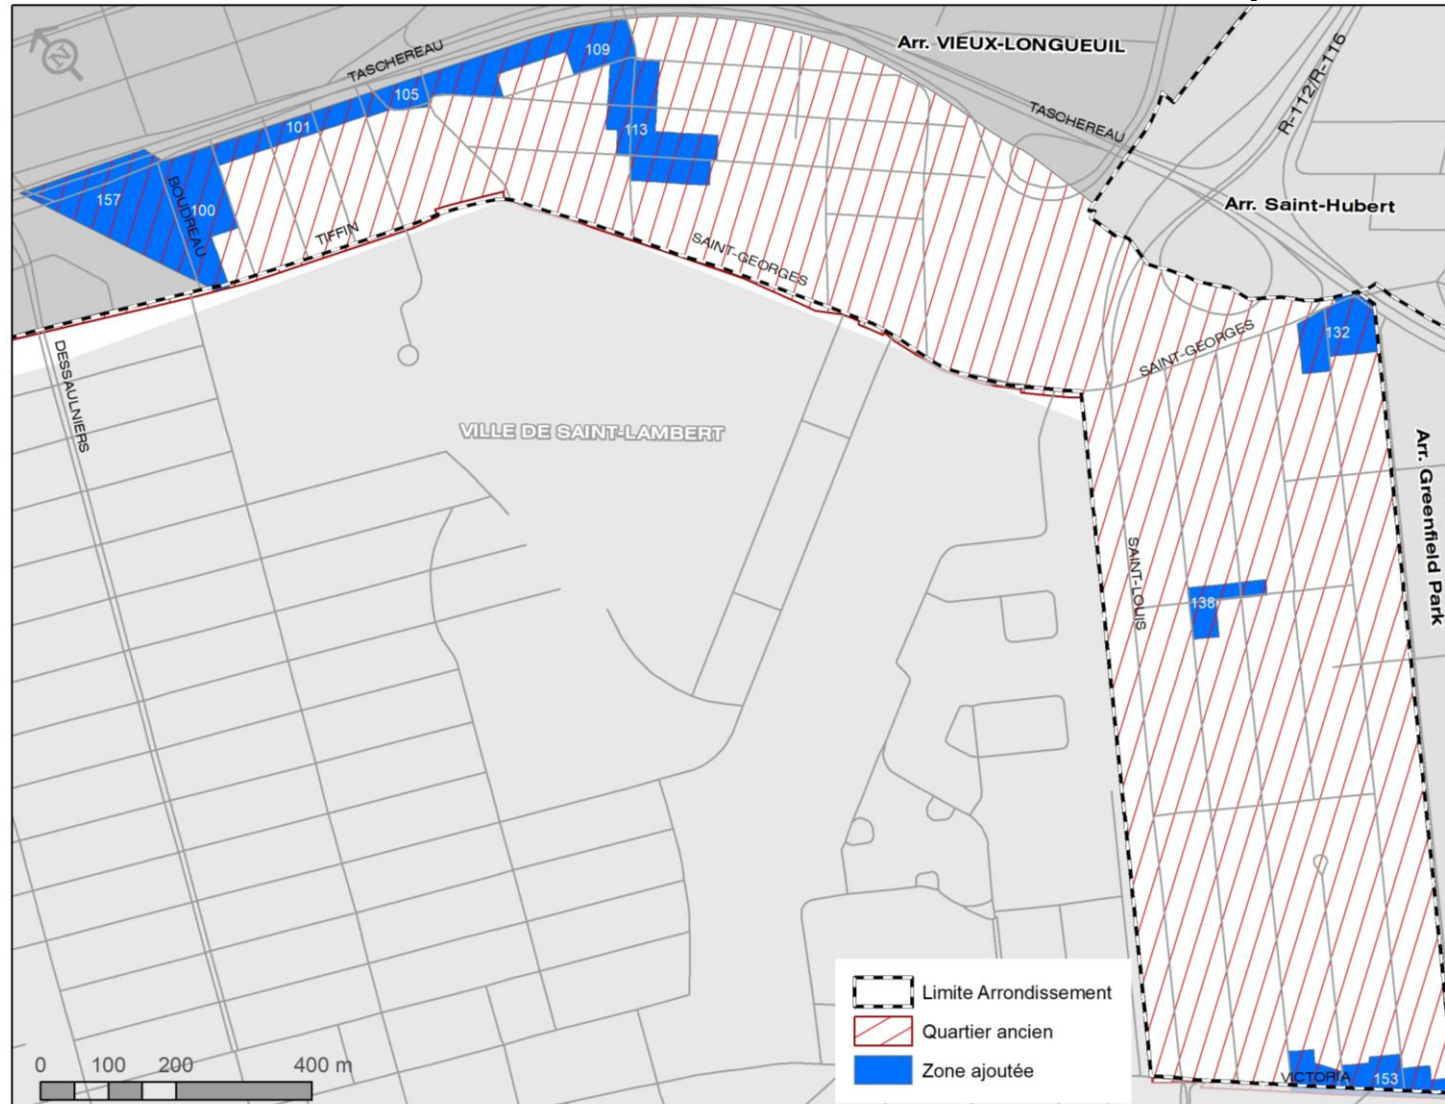 Arr. VIEUX-LONGUEUIL
109
TASCHEREAU
R-112/R-116
N
105
TASCHEREAU
101
113
157
BOUDREAU
100
Arr. Saint-Hubert
TIFFIN
SAINT-GEORGES
132
SAINT-GEORGES
DESSAULNIERS
VILLE DE SAINT-LAMBERT
Arr. Greenfield Park
SAINT-LOUIS
138
Limite Arrondissement
Quartier ancien
Zone ajoutée
0 100 200 400 m
VICTORIA
153